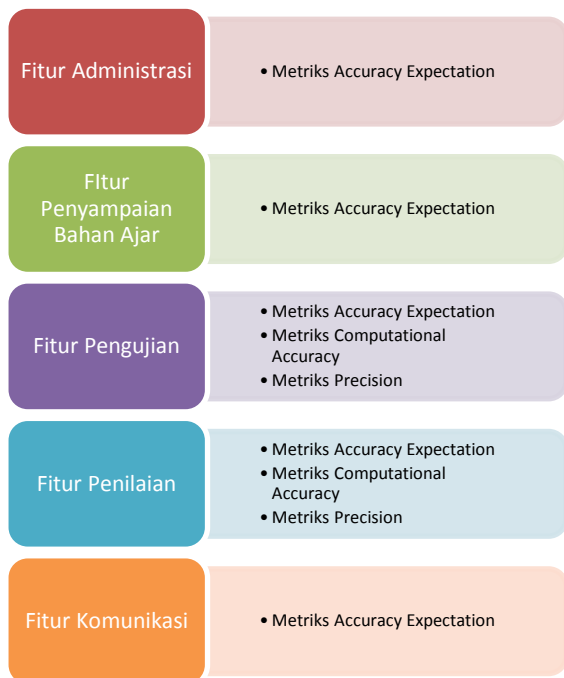 Fitur Administrasi
• Metriks Accuracy Expectation
FItur
Penyampaian
Bahan Ajar
• Metriks Accuracy Expectation
Fitur Pengujian
• Metriks Accuracy Expectation
• Metriks Computational
Accuracy
• Metriks Precision
Fitur Penilaian
• Metriks Accuracy Expectation
• Metriks Computational
Accuracy
• Metriks Precision
Fitur Komunikasi
• Metriks Accuracy Expectation